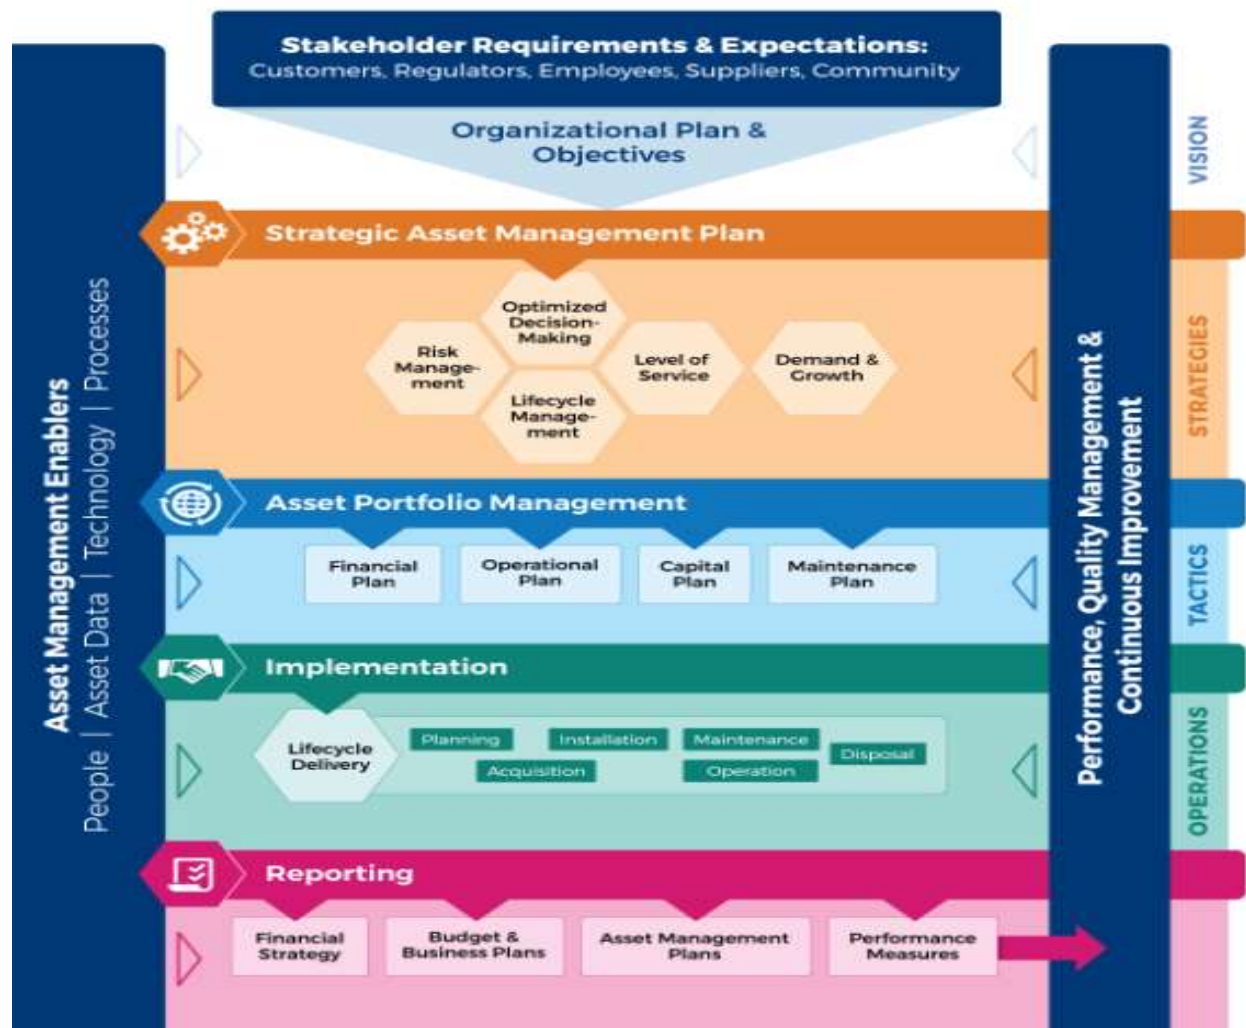 Stakeholder Requirements & Expectations:
Customers, Regulators, Employees, Suppliers, Community
Organizational Plan &
Objectives
VISION
Asset Management Enablers
People | Asset Data | Technology | Processes
Performance, Quality Management &
Continuous Improvement
Strategic Asset Management Plan
Optimized
Decision-
Making
Risk
Manage-
ment
Level of
Service
Demand &
Growth
Lifecycle
Manage-
ment
STRATEGIES
Asset Portfolio Management
Financial
Plan
Operational
Plan
Capital
Plan
Maintenance
Plan
TACTICS
Implementation
Lifecycle
Delivery
Planning
Installation
Maintenance
Disposal
Acquisition
Operation
OPERATIONS
Reporting
Financial
Strategy
Budget &
Business Plans
Asset Management
Plans
Performance
Measures